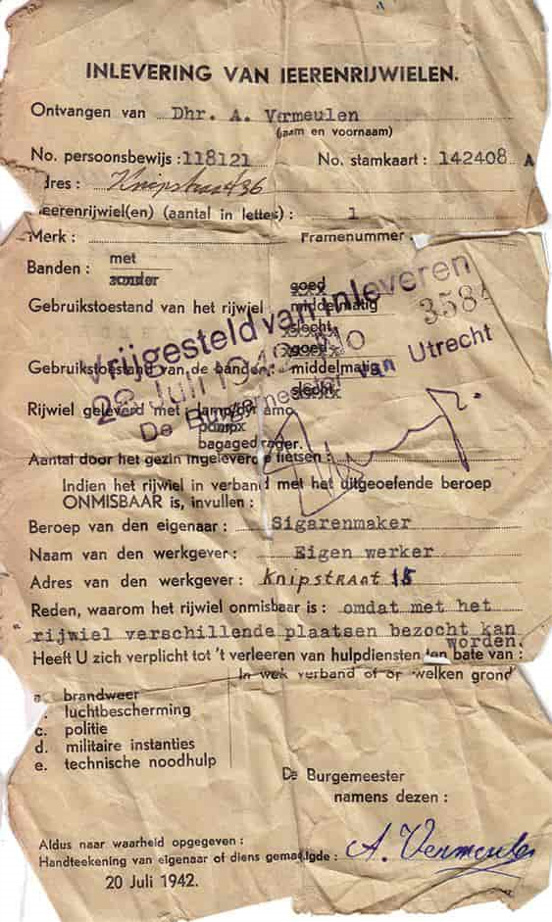 INLEVERING VAN HEERENRIJWIELEN.
Ontvangen van Dhr. A. Vermeulen
(naam en voornaam)
No. persoonsbewijs : 118121 No. stamkaart : 142408 A
dres : Knipstraat 36
eerenrijwiel(en) (aantal in letters) : 1
Merk : Framenummer
Banden : met
zonder
goed
Gebruikstoestand van het rijwiel middelmatig
slecht
goed
Gebruikstoestand van de banden: middelmatig
slecht
Vrijgesteld van inleveren
22 Juli 1942
De Burgemeester van Utrecht
Rijwiel geleverd met
pomp
bagagedrager.
Aantal door het gezin ingeleverde fietsen :
Indien het rijwiel in verband met het uitgeoefende beroep
ONMISBAAR is, invullen :
Beroep van den eigenaar : Sigarenmaker
Naam van den werkgever : Eigen werker
Adres van den werkgever : Knipstraat 15
Reden, waarom het rijwiel onmisbaar is : omdat met het
rijwiel verschillende plaatsen bezocht kan
worden.
Heeft U zich verplicht tot 't verleeren van hulpdiensten ten bate van :
In welk verband of op welken grond
a. brandweer
. luchtbescherming
c. politie
d. militaire instanties
e. technische noodhulp
De Burgemeester
namens dezen :
Aldus naar waarheid opgegeven :
Handteekening van eigenaar of diens gemachtigde : A. Vermeulen
20 Juli 1942.